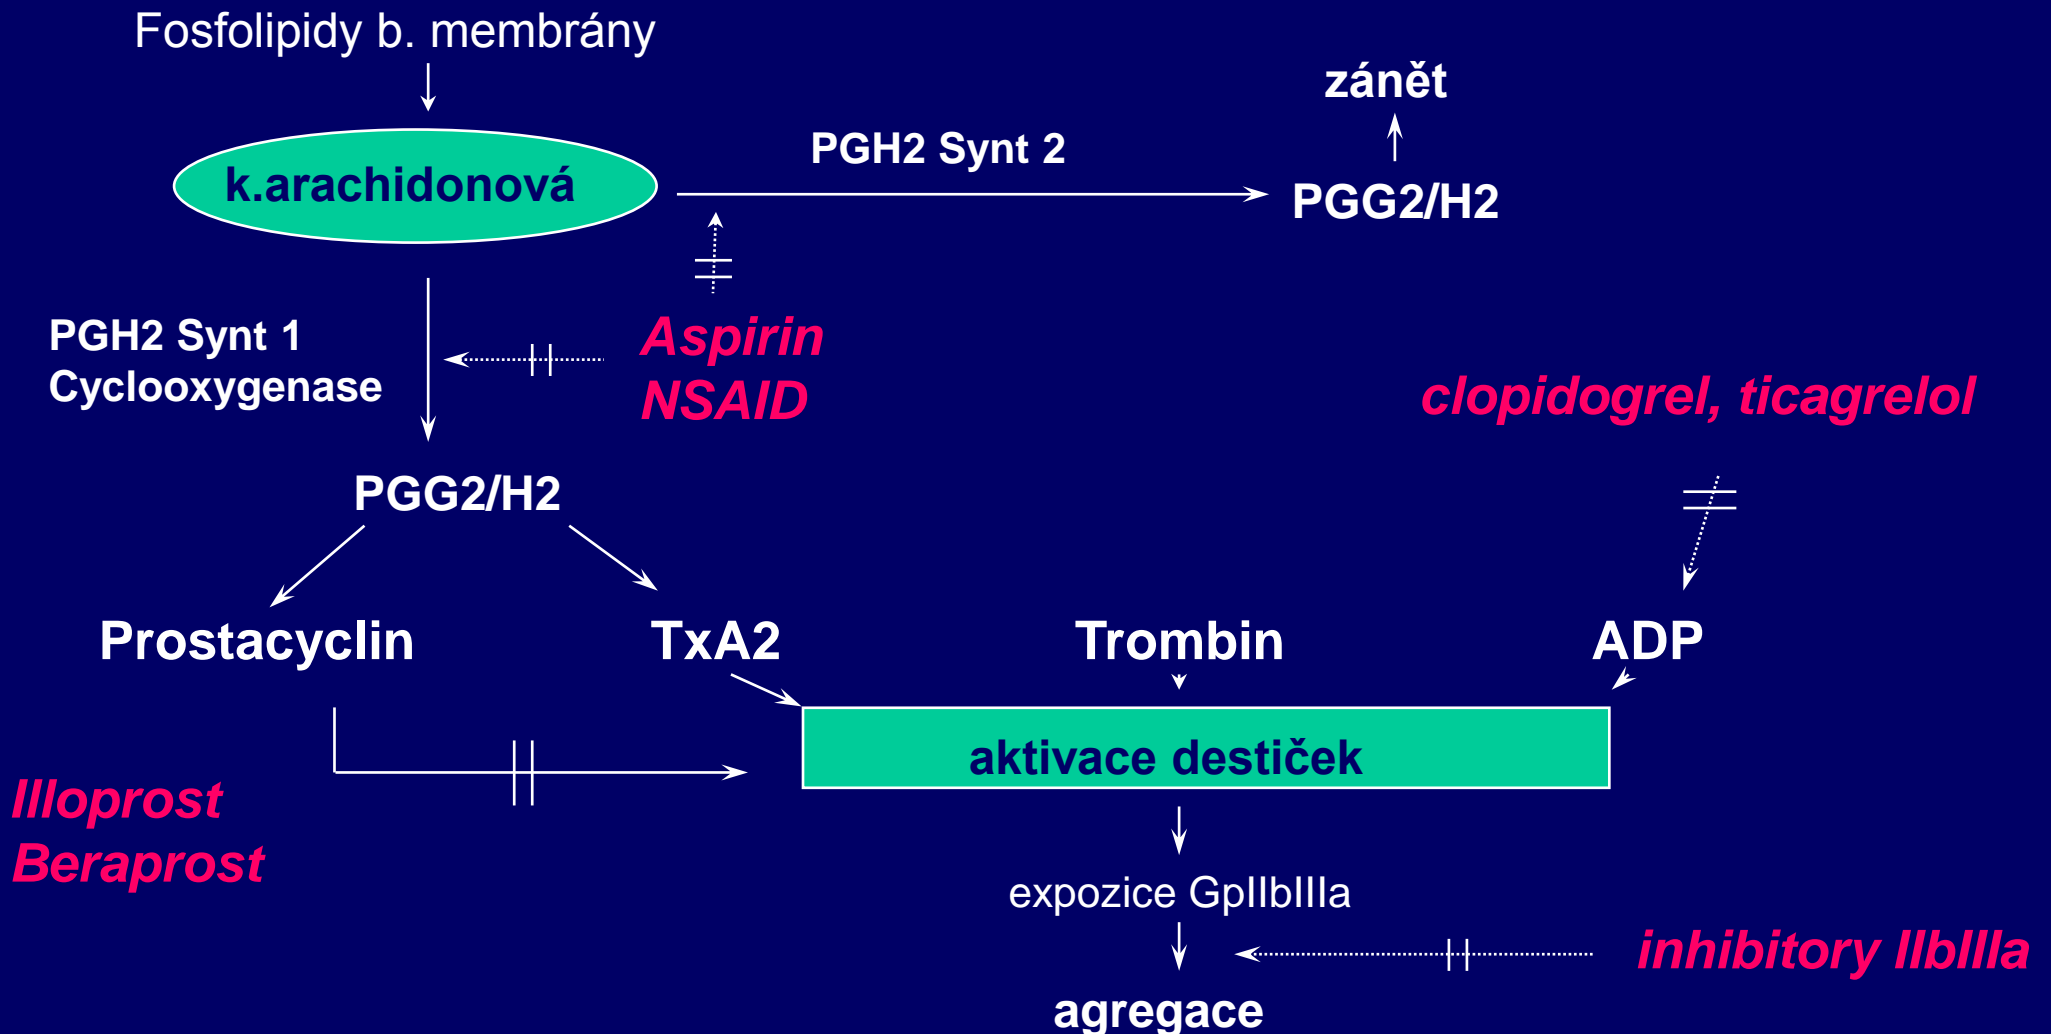 Fosfolipidy b. membrány
zánět
PGH2 Synt 2
k.arachidonová
PGG2/H2
PGH2 Synt 1
Cyclooxygenase
Aspirin
NSAID
clopidogrel, ticagrelol
PGG2/H2
Prostacyclin
TxA2
Trombin
ADP
aktivace destiček
Illoprost
Beraprost
expozice GpIIbIIIa
inhibitory IIbIIIa
agregace